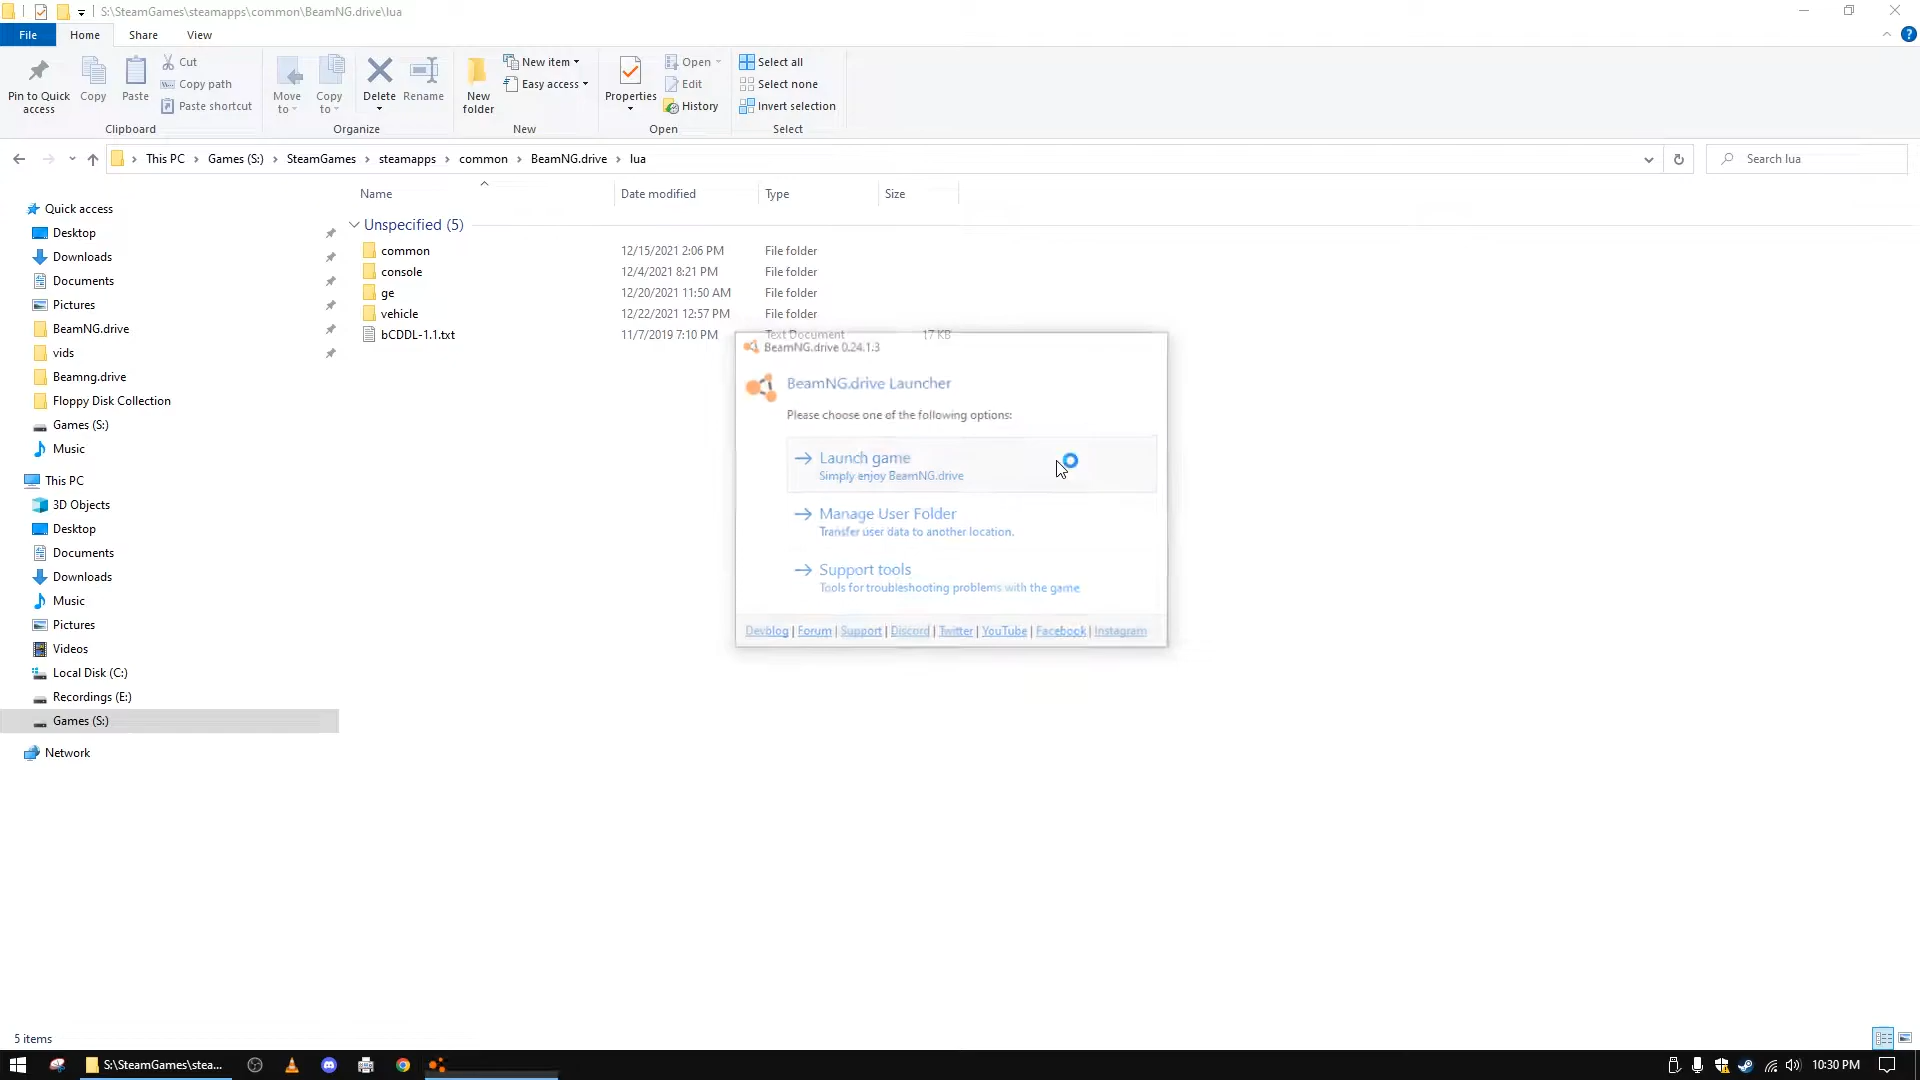 S:\SteamGames\steamapps\common\BeamNG.drive\lua
File Home Share View
Pin to Quick access
Copy
Paste
Cut
Copy path
Paste shortcut
Clipboard
Move to
Copy to
Delete
Rename
Organize
New folder
New item
Easy access
New
Properties
Open
Edit
History
Open
Select all
Select none
Invert selection
Select
This PC > Games (S:) > SteamGames > steamapps > common > BeamNG.drive > lua
Search lua
Quick access
Desktop
Downloads
Documents
Pictures
BeamNG.drive
vids
Beamng.drive
Floppy Disk Collection
Games (S:)
Music
This PC
3D Objects
Desktop
Documents
Downloads
Music
Pictures
Videos
Local Disk (C:)
Recordings (E:)
Games (S:)
Network
Name Date modified Type Size
Unspecified (5)
common 12/15/2021 2:06 PM File folder
console 12/4/2021 8:21 PM File folder
ge 12/20/2021 11:50 AM File folder
vehicle 12/22/2021 12:57 PM File folder
bCDDL-1.1.txt 11/7/2019 7:10 PM Text Document 17 KB
BeamNG.drive 0.24.1.3
BeamNG.drive Launcher
Please choose one of the following options:
Launch game
Simply enjoy BeamNG.drive
Manage User Folder
Transfer user data to another location.
Support tools
Tools for troubleshooting problems with the game
Devblog | Forum | Support | Discord | Twitter | YouTube | Facebook | Instagram
5 items
S:\SteamGames\stea...
10:30 PM